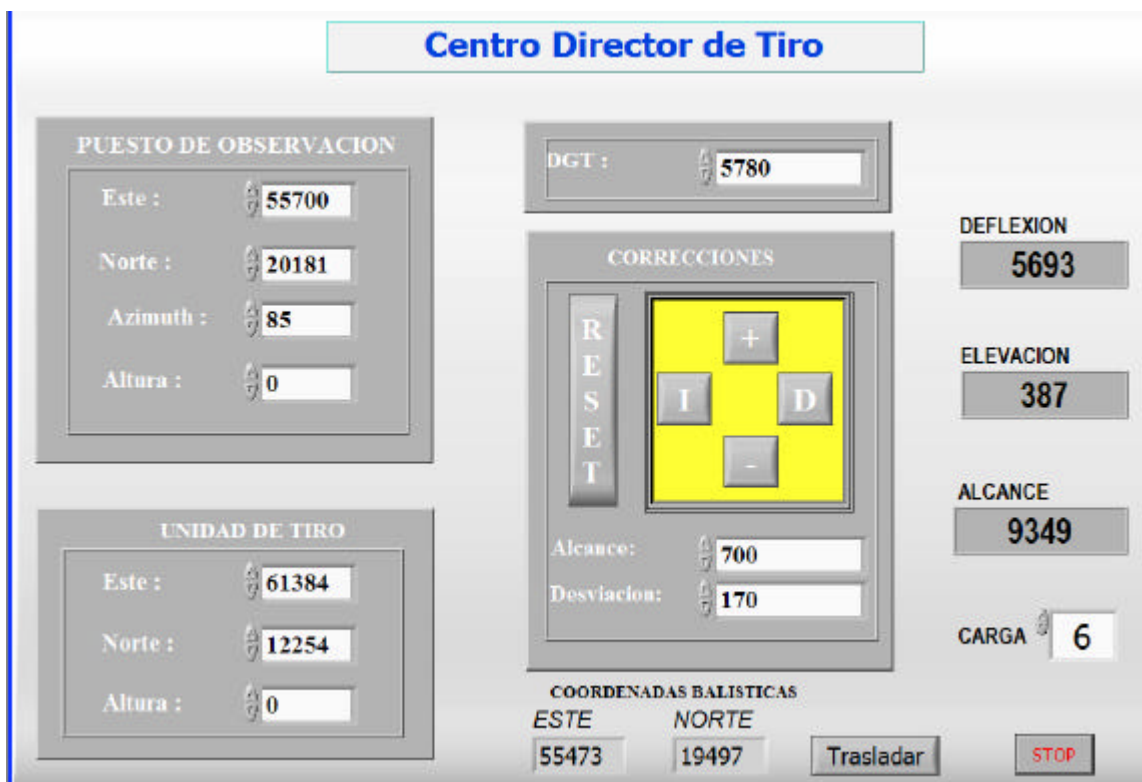 Centro Director de Tiro
PUESTO DE OBSERVACION
Este : 55700
Norte : 20181
Azimuth : 85
Altura : 0
UNIDAD DE TIRO
Este : 61384
Norte : 12254
Altura : 0
DGT : 5780
CORRECCIONES
RESET
+
I D
-
Alcance: 700
Desviacion: 170
COORDENADAS BALISTICAS
ESTE NORTE
55473 19497 Trasladar
DEFLEXION
5693
ELEVACION
387
ALCANCE
9349
CARGA 6
STOP